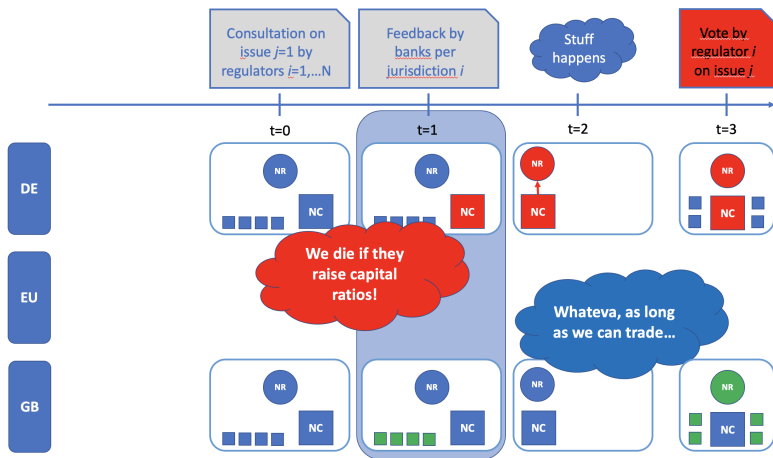 Consultation on
issue j=1 by
regulators i=1,...N
Feedback by
banks per
jurisdiction i
Stuff
happens
Vote by
regulator i
on issue j
t=0
t=1
t=2
t=3
DE
NR
NC
NR
NC
NR
NC
NR
NC
We die if they
raise capital
ratios!
EU
Whateva, as long
as we can trade...
GB
NR
NC
NR
NC
NR
NC
NR
NC